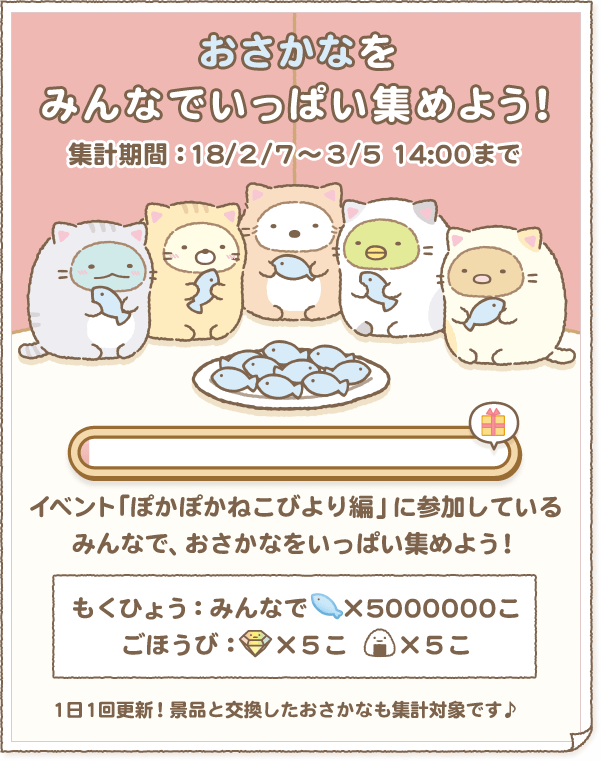 おさかなを
みんなでいっぱい集めよう!
集計期間:18/2/7〜3/5 14:00まで
イベント「ぽかぽかねこびより編」に参加している
みんなで、おさかなをいっぱい集めよう!
もくひょう:みんなで×5000000こ
ごほうび:×5こ ×5こ
1日1回更新!景品と交換したおさかなも集計対象です♪